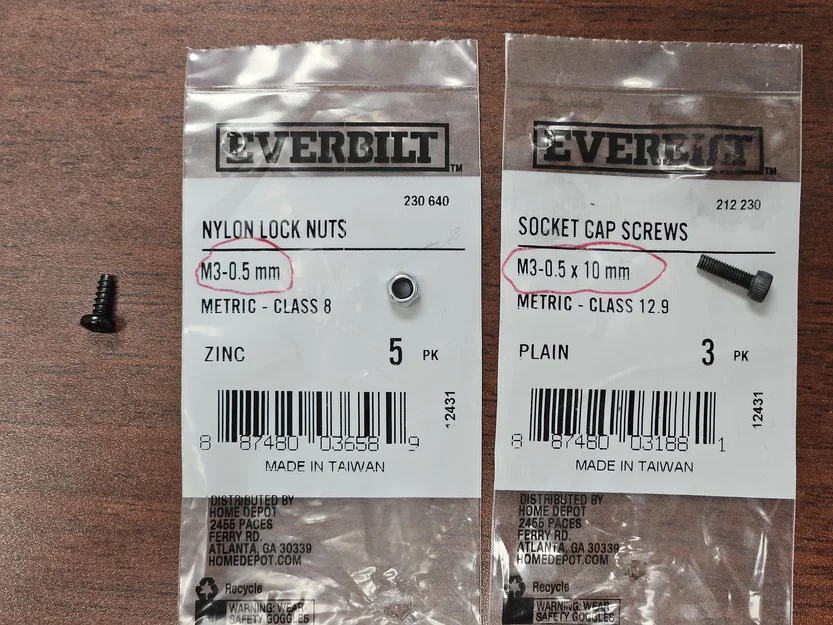 EVERBILT™
230 640
NYLON LOCK NUTS
M3-0.5 mm
METRIC - CLASS 8
ZINC 5 PK
12431
8 87480 03658 9
MADE IN TAIWAN
DISTRIBUTED BY
HOME DEPOT
2455 PACES
FERRY RD.
ATLANTA, GA 30339
HOMEDEPOT.COM
Recycle
WARNING: WEAR
SAFETY GOGGLES
EVERBILT™
212 230
SOCKET CAP SCREWS
M3-0.5 x 10 mm
METRIC - CLASS 12.9
PLAIN 3 PK
12431
8 87480 03188 1
MADE IN TAIWAN
DISTRIBUTED BY
HOME DEPOT
2455 PACES
FERRY RD.
ATLANTA, GA 30339
HOMEDEPOT.COM
Recycle
WARNING: WEAR
SAFETY GOGGLES